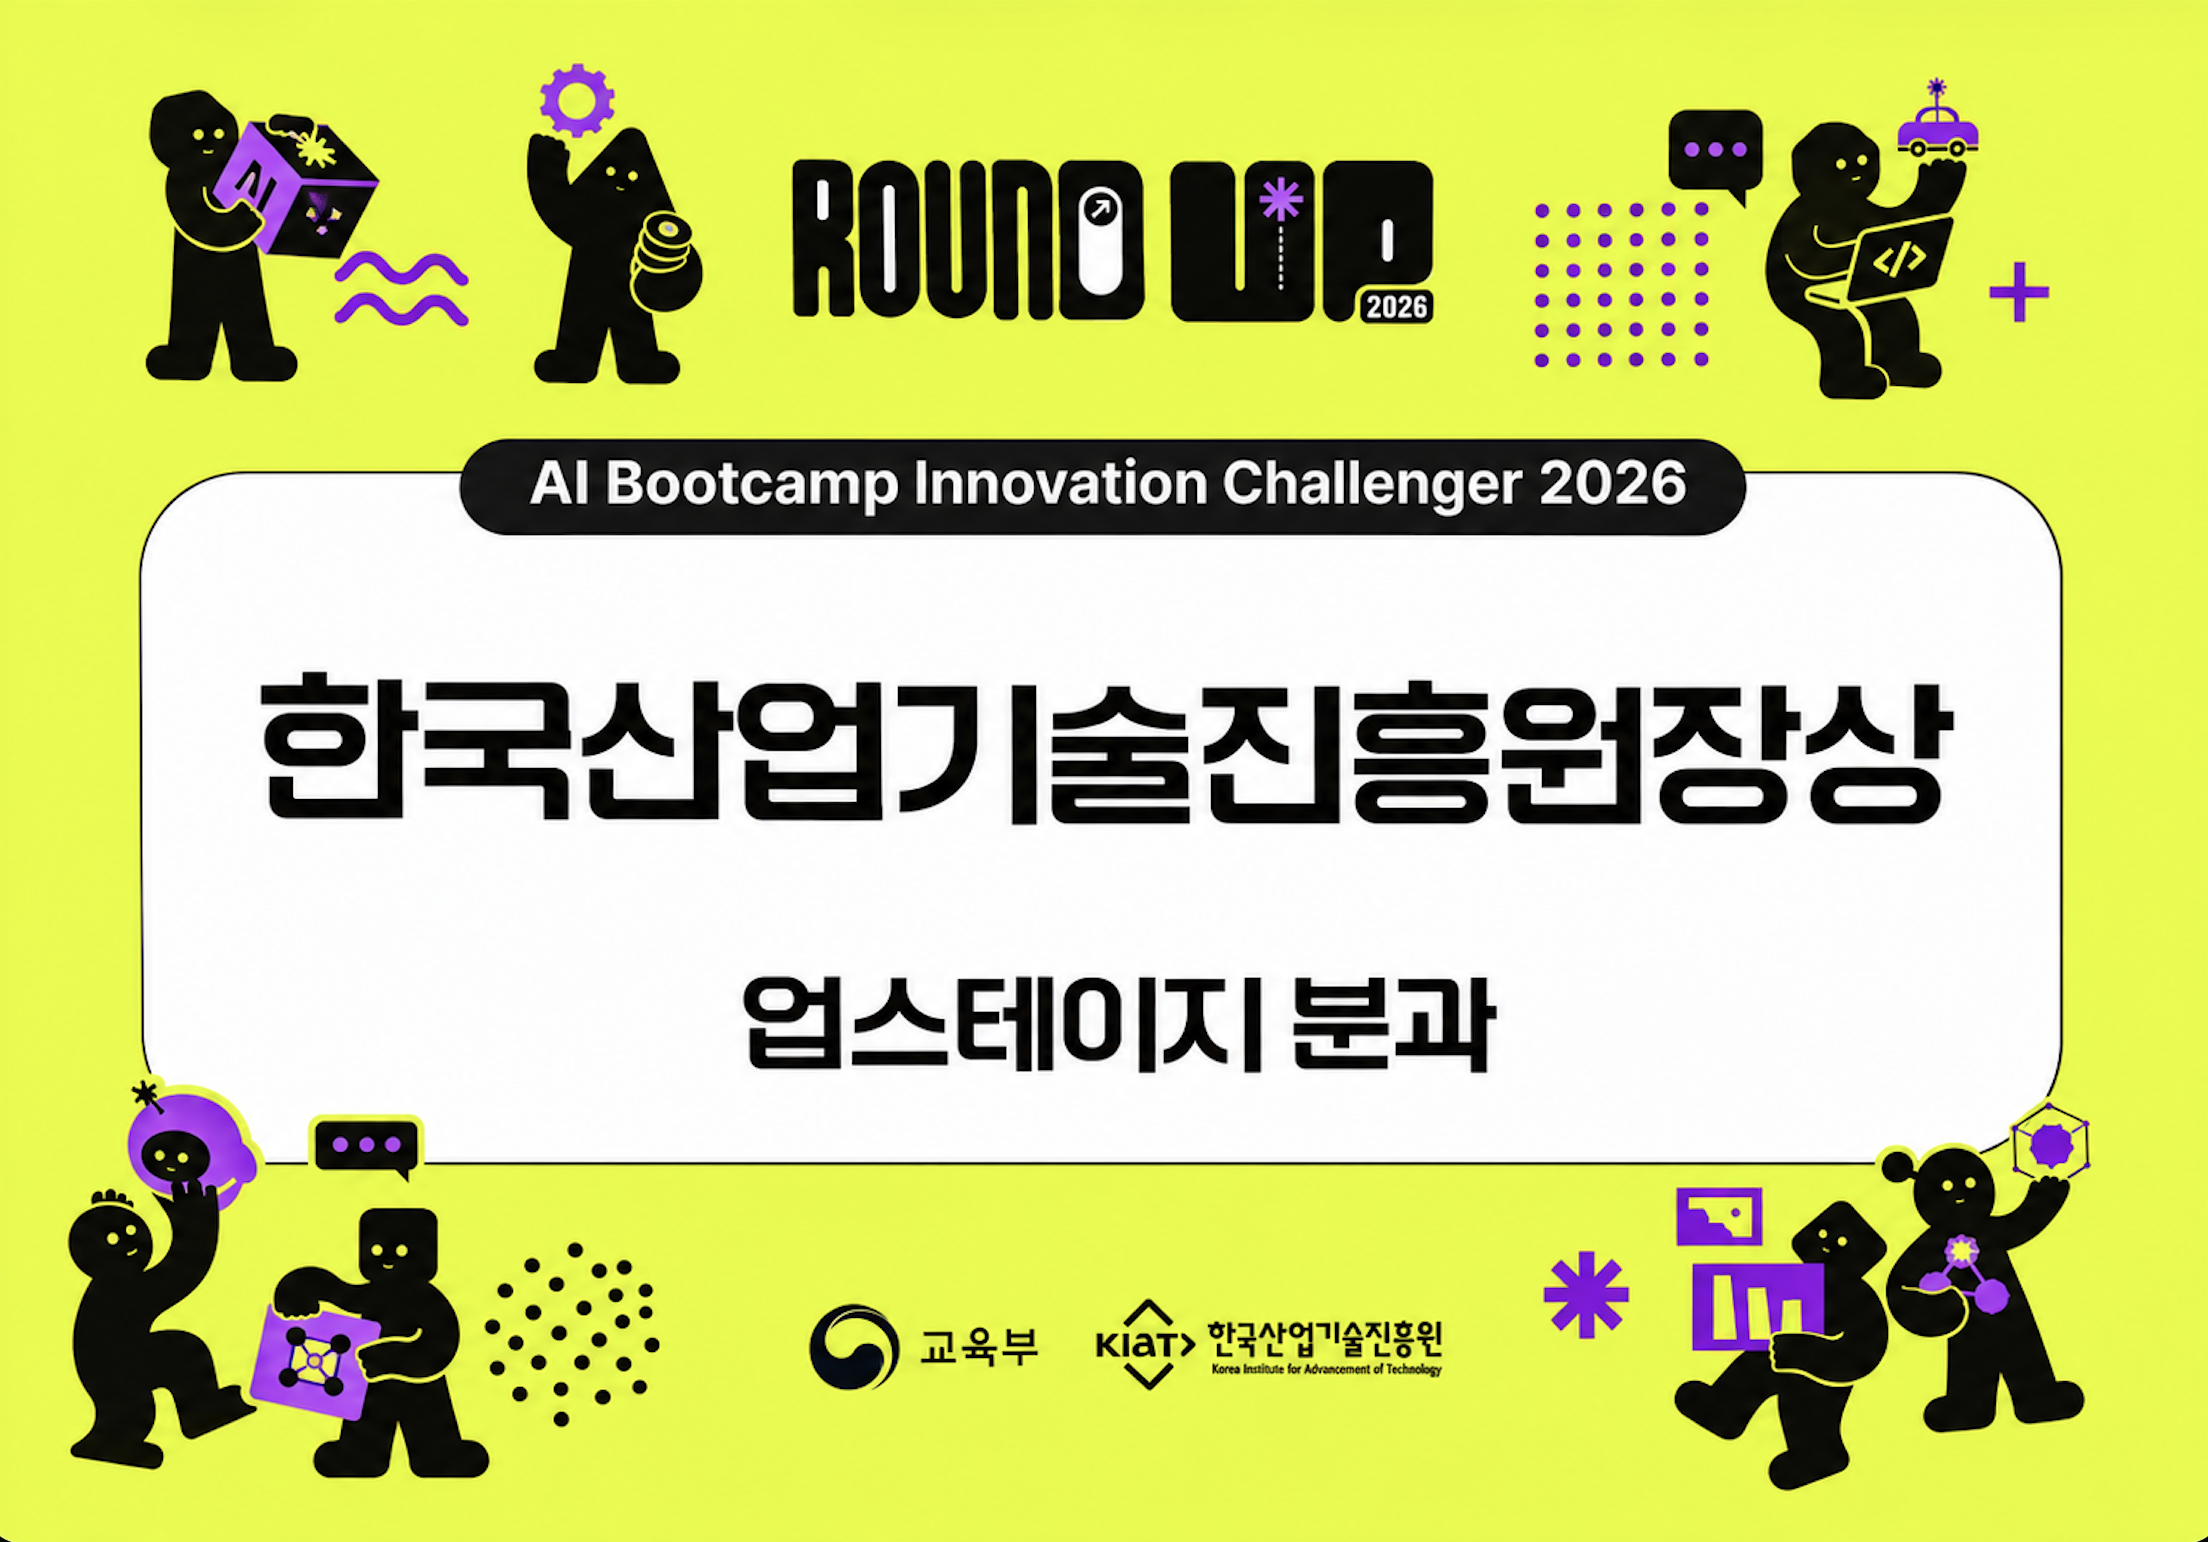 AI
ROUND UP
2026
</>
AI Bootcamp Innovation Challenger 2026
한국산업기술진흥원장상
업스테이지 분과
교육부
KIAT
한국산업기술진흥원
Korea Institute for Advancement of Technology